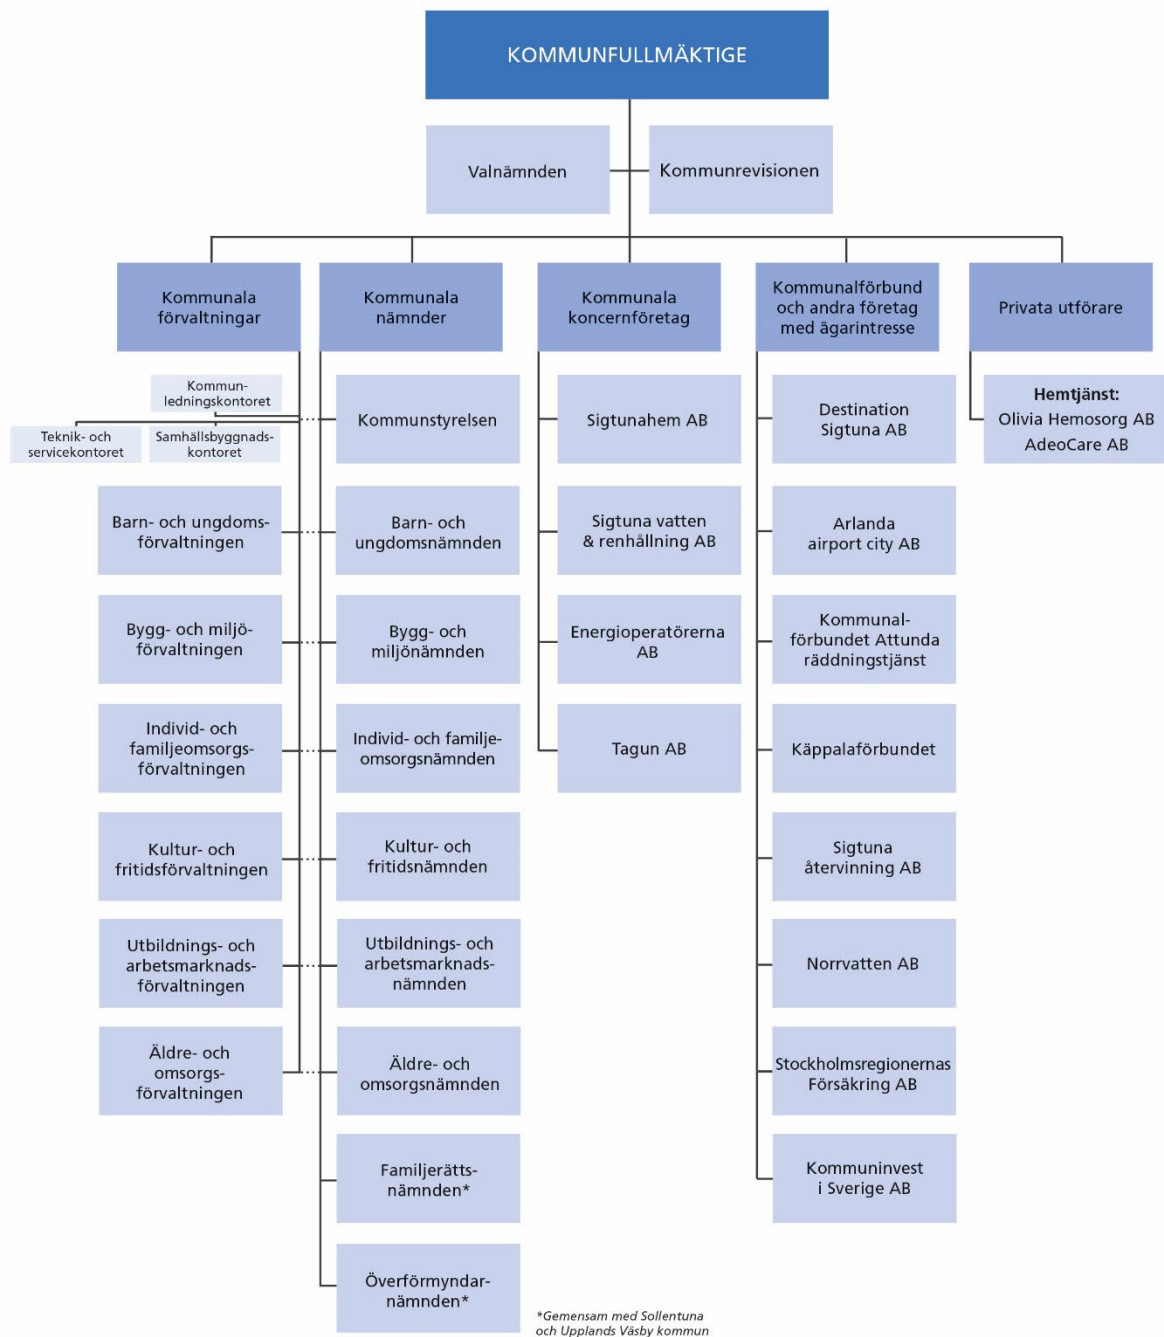 KOMMUNFULLMÄKTIGE
Valnämnden
Kommunrevisionen
Kommunala
förvaltningar
Kommunala
nämnder
Kommunala
koncernföretag
Kommunalförbund
och andra företag
med ägarintresse
Privata utförare
Kommun-
ledningskontoret
Teknik- och
servicekontoret
Samhällsbyggnads-
kontoret
Barn- och ungdoms-
förvaltningen
Bygg- och miljö-
förvaltningen
Individ- och
familjeomsorgs-
förvaltningen
Kultur- och
fritidsförvaltningen
Utbildnings- och
arbetsmarknads-
förvaltningen
Äldre- och
omsorgs-
förvaltningen
Kommunstyrelsen
Barn- och
ungdomsnämnden
Bygg- och
miljönämnden
Individ- och familje-
omsorgsnämnden
Kultur- och
fritidsnämnden
Utbildnings- och
arbetsmarknads-
nämnden
Äldre- och
omsorgsnämnden
Familjerätts-
nämnden*
Överförmyndar-
nämnden*
Sigtunahem AB
Sigtuna vatten
& renhållning AB
Energioperatörerna
AB
Tagun AB
Destination
Sigtuna AB
Arlanda
airport city AB
Kommunal-
förbundet Attunda
räddningstjänst
Käppalaförbundet
Sigtuna
återvinning AB
Norrvatten AB
Stockholmsregionernas
Försäkring AB
Kommuninvest
i Sverige AB
Hemtjänst:
Olivia Hemosorg AB
AdeoCare AB
*Gemensam med Sollentuna
och Upplands Väsby kommun